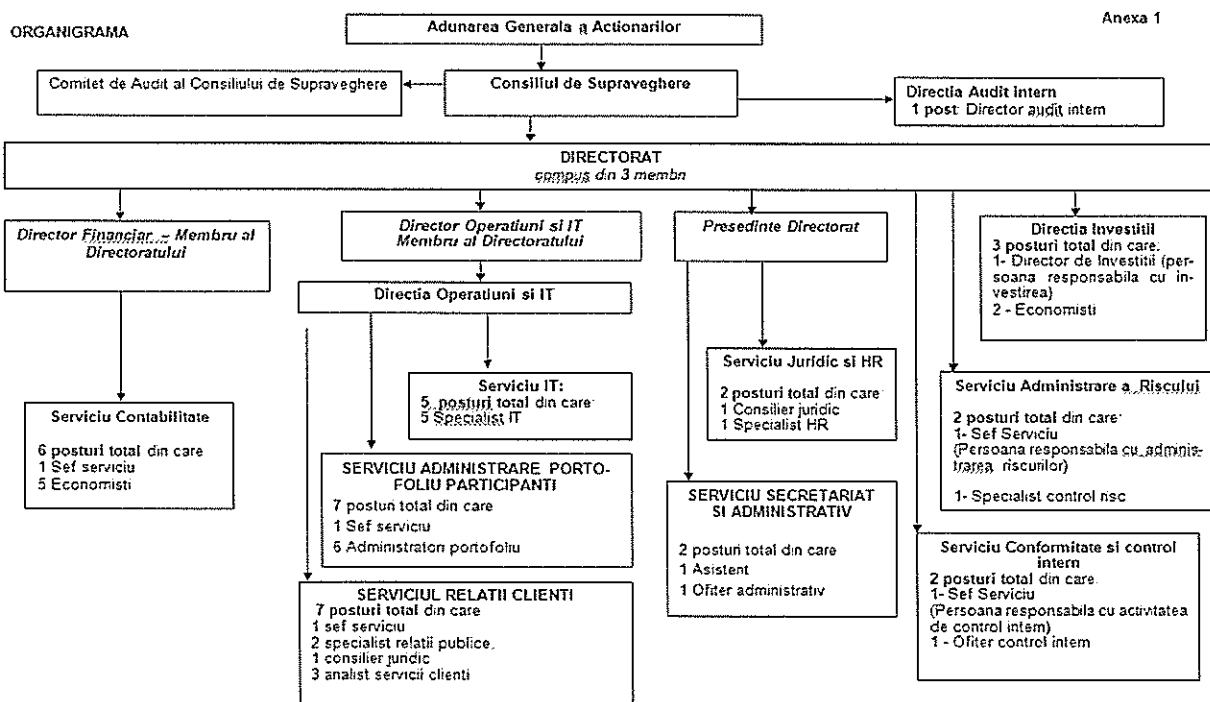 Anexa 1
ORGANIGRAMA
Adunarea Generala a Actionarilor
Comitet de Audit al Consiliului de Supraveghere
Consiliul de Supraveghere
Directia Audit intern
1 post: Director audit intern
DIRECTORAT
compus din 3 membri
Director Financiar – Membru al
Directoratului
Director Operatiuni si IT
Membru al Directoratului
Presedinte Directorat
Directia Investitii
3 posturi total din care:
1- Director de Investitii (per-
soana responsabila cu in-
vestirea)
2 - Economisti
Directia Operatiuni si IT
Serviciu Contabilitate
6 posturi total din care
1 Sef serviciu
5 Economisti
Serviciu IT:
5 posturi total din care:
5 Specialist IT
SERVICIU ADMINISTRARE PORTO-
FOLIU PARTICIPANTI
7 posturi total din care
1 Sef serviciu
6 Administratori portofoliu
SERVICIUL RELATII CLIENTI
7 posturi total din care
1 sef serviciu
2 specialist relatii publice,
1 consilier juridic
3 analist servicii clienti
Serviciu Juridic si HR
2 posturi total din care:
1 Consilier juridic
1 Specialist HR
SERVICIU SECRETARIAT
SI ADMINISTRATIV
2 posturi total din care
1 Asistent
1 Ofiter administrativ
Serviciu Administrare a Riscului
2 posturi total din care:
1- Sef Serviciu
(Persoana responsabila cu adminis-
trarea riscurilor)
1- Specialist control risc
Serviciu Conformitate si control
intern
2 posturi total din care:
1- Sef Serviciu
(Persoana responsabila cu activitatea
de control intern)
1 - Ofiter control intern